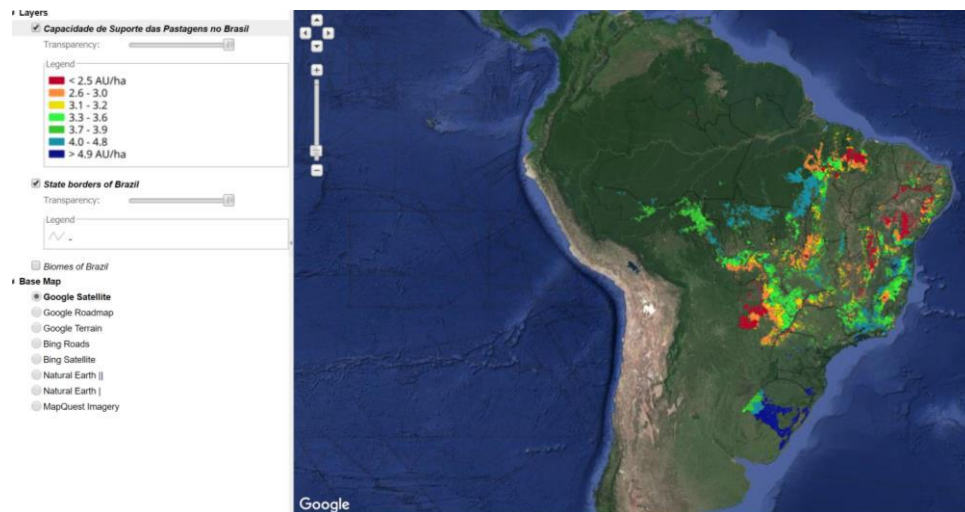 Layers
Capacidade de Suporte das Pastagens no Brasil
Transparency:
Legend
< 2.5 AU/ha
2.6 - 3.0
3.1 - 3.2
3.3 - 3.6
3.7 - 3.9
4.0 - 4.8
> 4.9 AU/ha
State borders of Brazil
Transparency:
Legend
-
Biomes of Brazil
Base Map
Google Satellite
Google Roadmap
Google Terrain
Bing Roads
Bing Satellite
Natural Earth ||
Natural Earth |
MapQuest Imagery
Google